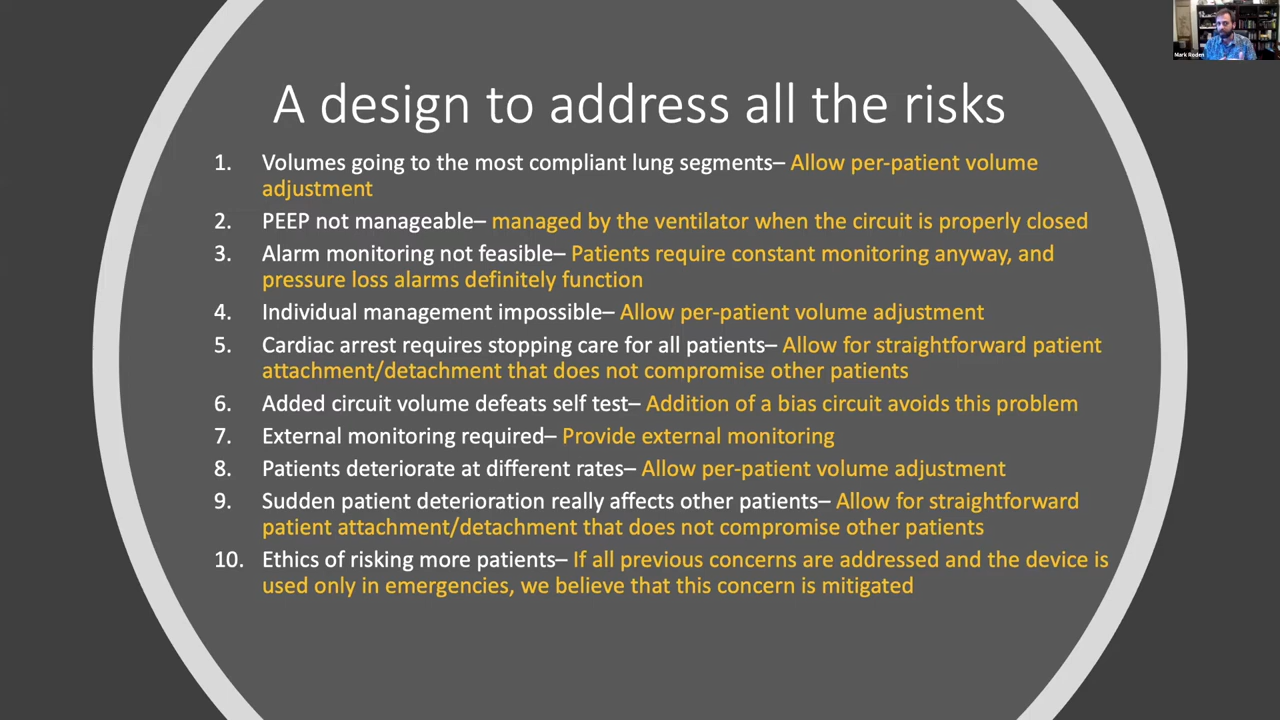 A design to address all the risks
1. Volumes going to the most compliant lung segments– Allow per-patient volume
adjustment
2. PEEP not manageable– managed by the ventilator when the circuit is properly closed
3. Alarm monitoring not feasible– Patients require constant monitoring anyway, and
pressure loss alarms definitely function
4. Individual management impossible– Allow per-patient volume adjustment
5. Cardiac arrest requires stopping care for all patients– Allow for straightforward patient
attachment/detachment that does not compromise other patients
6. Added circuit volume defeats self test– Addition of a bias circuit avoids this problem
7. External monitoring required– Provide external monitoring
8. Patients deteriorate at different rates– Allow per-patient volume adjustment
9. Sudden patient deterioration really affects other patients– Allow for straightforward
patient attachment/detachment that does not compromise other patients
10. Ethics of risking more patients– If all previous concerns are addressed and the device is
used only in emergencies, we believe that this concern is mitigated
Mark Roden